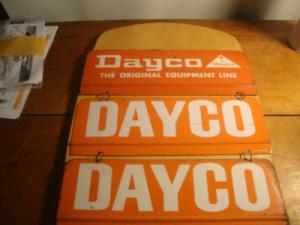 Dayco
THE ORIGINAL EQUIPMENT LINE
DAYCO
DAYCO